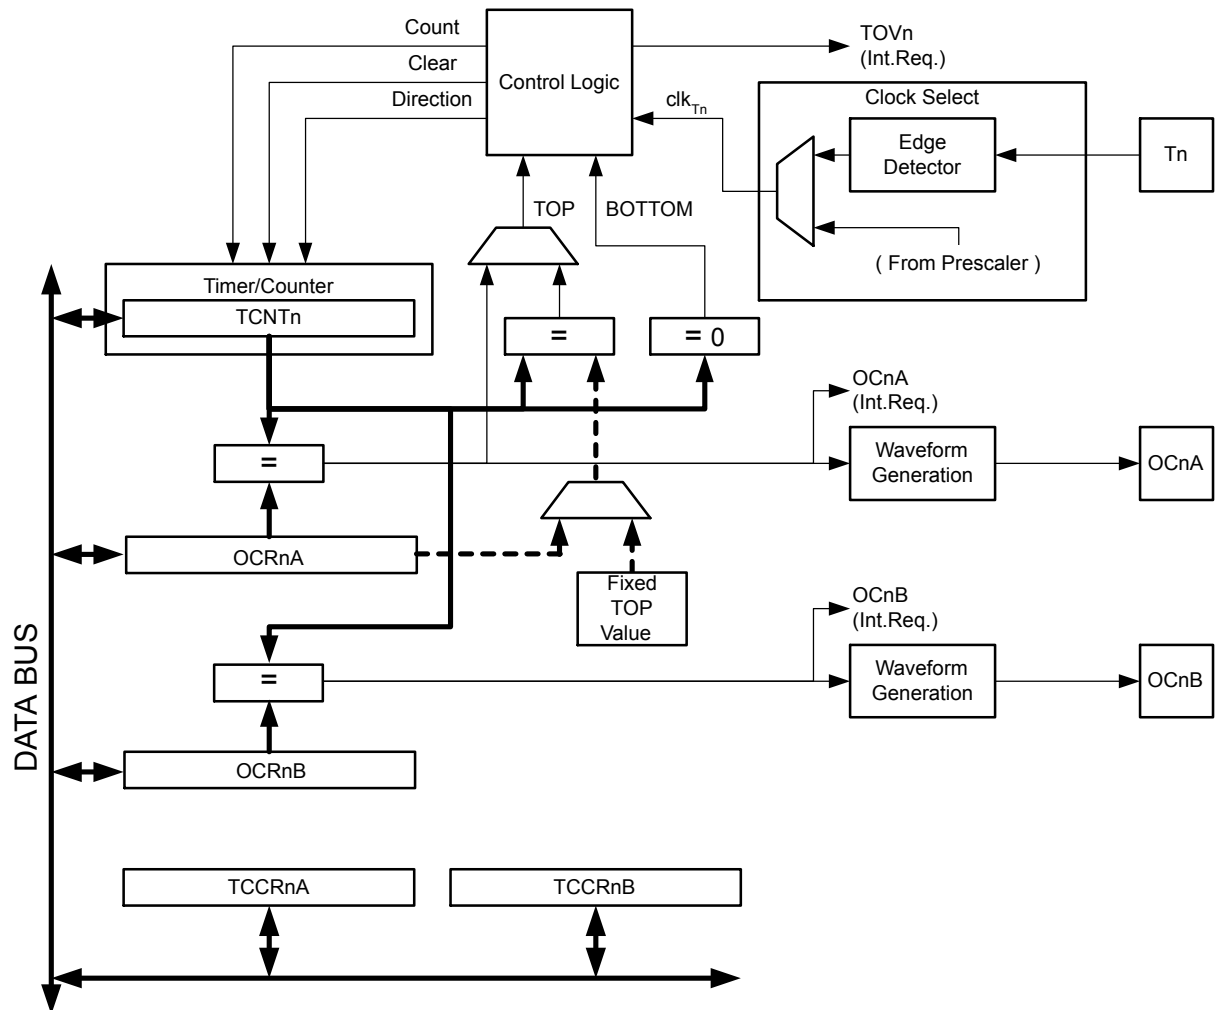 Count
Clear
Direction
Control Logic
TOVn
(Int.Req.)
Clock Select
clkTn
Edge
Detector
Tn
TOP
BOTTOM
( From Prescaler )
Timer/Counter
TCNTn
=
= 0
OCnA
(Int.Req.)
=
Waveform
Generation
OCnA
OCRnA
Fixed
TOP
Value
OCnB
(Int.Req.)
=
Waveform
Generation
OCnB
DATA BUS
OCRnB
TCCRnA
TCCRnB